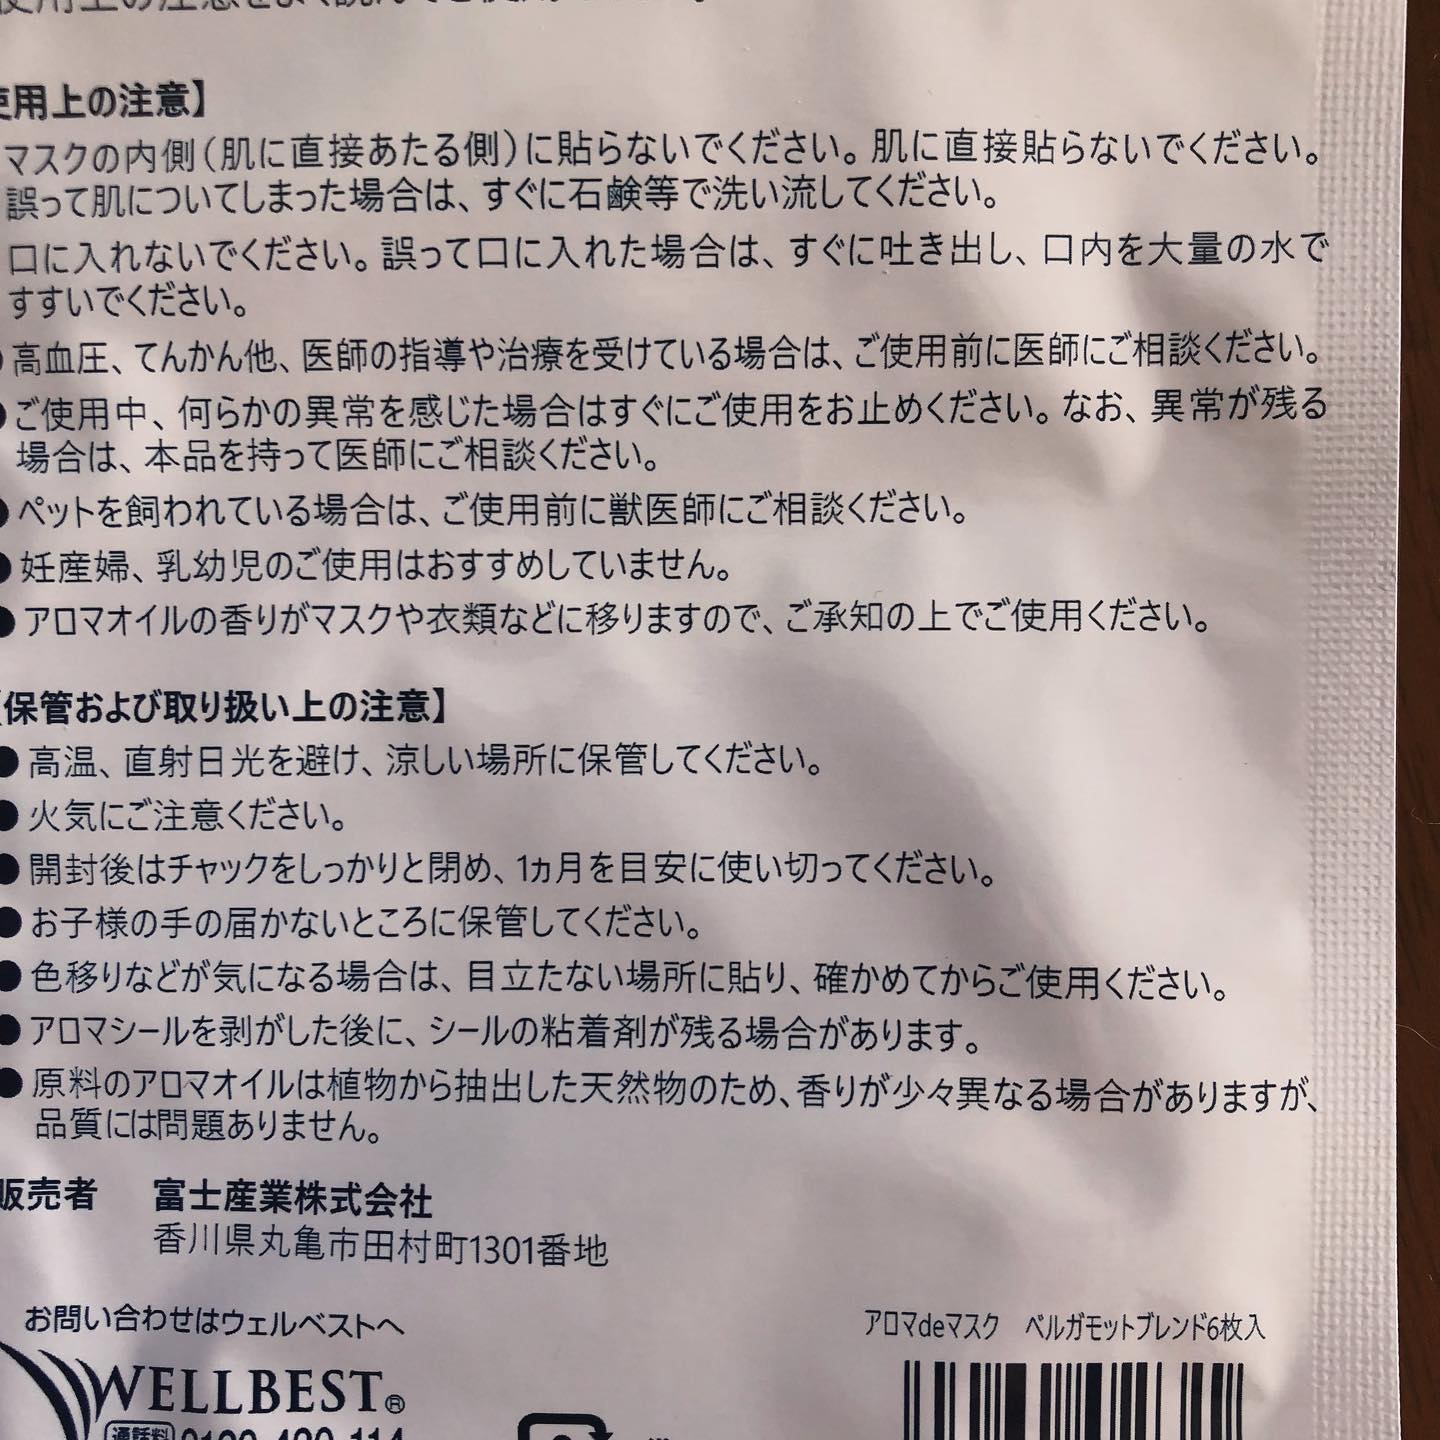 使用上の注意をよく読んでご使用ください。
使用上の注意】
マスクの内側(肌に直接あたる側)に貼らないでください。肌に直接貼らないでください。
誤って肌についてしまった場合は、すぐに石鹸等で洗い流してください。
口に入れないでください。誤って口に入れた場合は、すぐに吐き出し、口内を大量の水で
すすいでください。
●高血圧、てんかん他、医師の指導や治療を受けている場合は、ご使用前に医師にご相談ください。
●ご使用中、何らかの異常を感じた場合はすぐにご使用をお止めください。なお、異常が残る
場合は、本品を持って医師にご相談ください。
●ペットを飼われている場合は、ご使用前に獣医師にご相談ください。
●妊産婦、乳幼児のご使用はおすすめしていません。
●アロマオイルの香りがマスクや衣類などに移りますので、ご承知の上でご使用ください。
【保管および取り扱い上の注意】
●高温、直射日光を避け、涼しい場所に保管してください。
●火気にご注意ください。
●開封後はチャックをしっかりと閉め、1ヵ月を目安に使い切ってください。
●お子様の手の届かないところに保管してください。
●色移りなどが気になる場合は、目立たない場所に貼り、確かめてからご使用ください。
●アロマシールを剥がした後に、シールの粘着剤が残る場合があります。
●原料のアロマオイルは植物から抽出した天然物のため、香りが少々異なる場合がありますが、
品質には問題ありません。
販売者 富士産業株式会社
香川県丸亀市田村町1301番地
お問い合わせはウェルベストへ
アロマdeマスク ベルガモットブレンド6枚入
WELLBEST®
通話料 0120-420-114